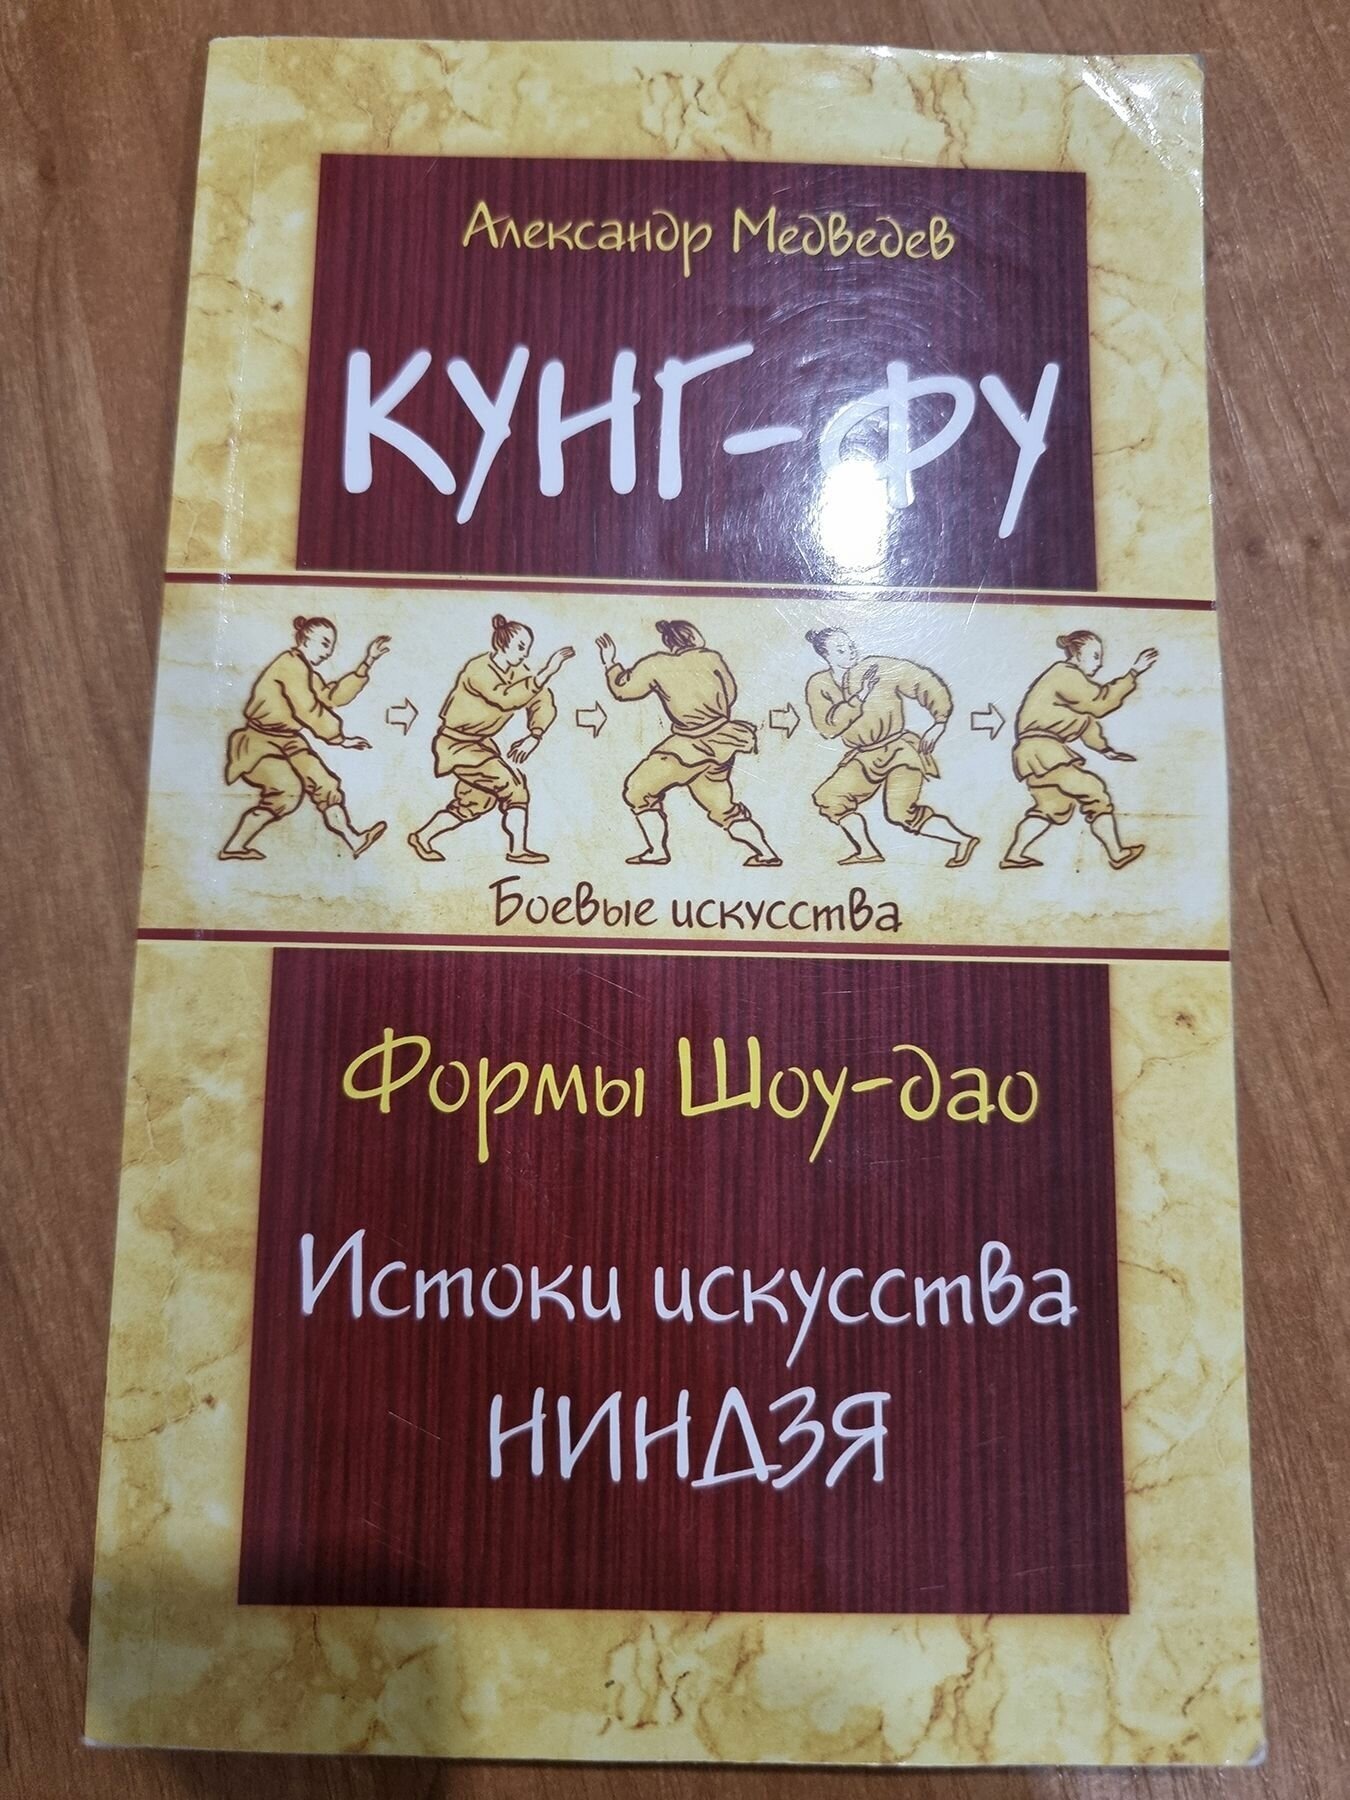 Александр Медведев
КУНГ-ФУ
Боевые искусства
Формы Шоу-дао
Истоки искусства
НИНДЗЯ